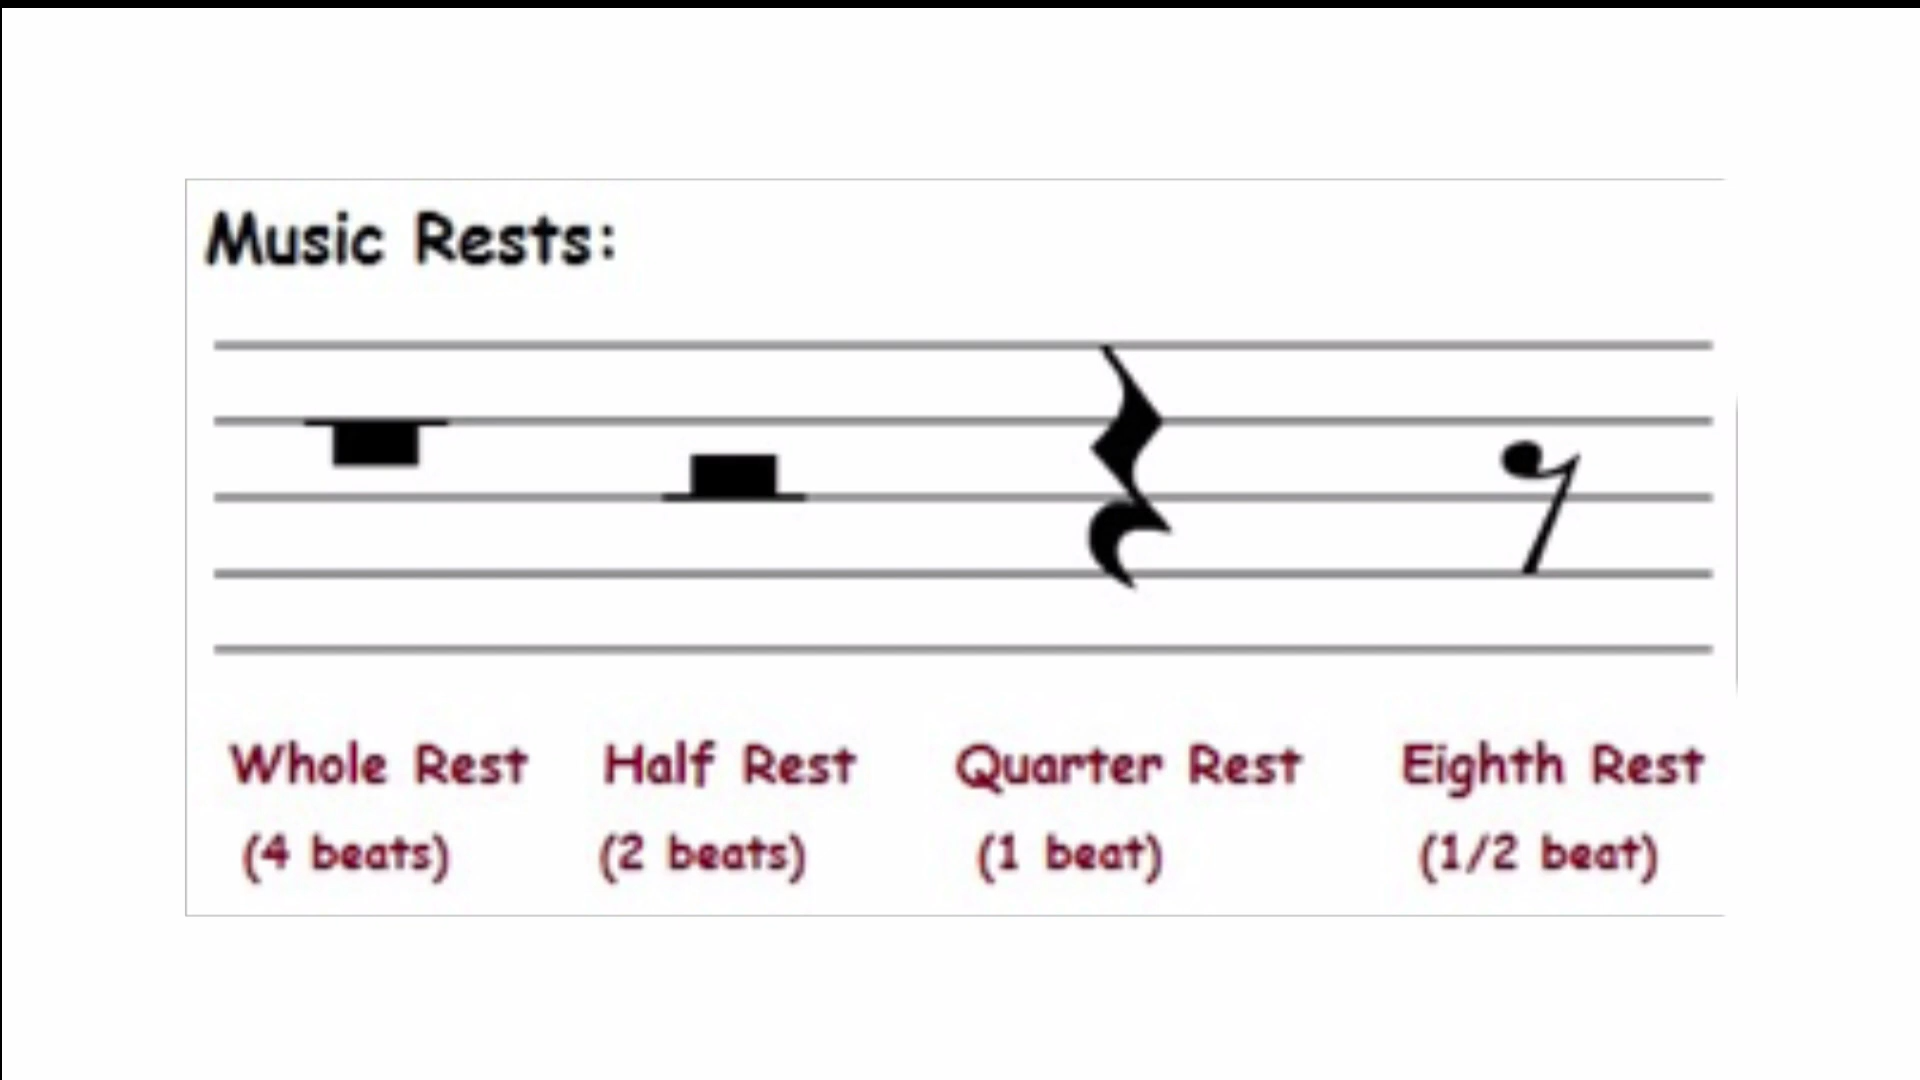 Music Rests:
Whole Rest Half Rest Quarter Rest Eighth Rest
(4 beats) (2 beats) (1 beat) (1/2 beat)